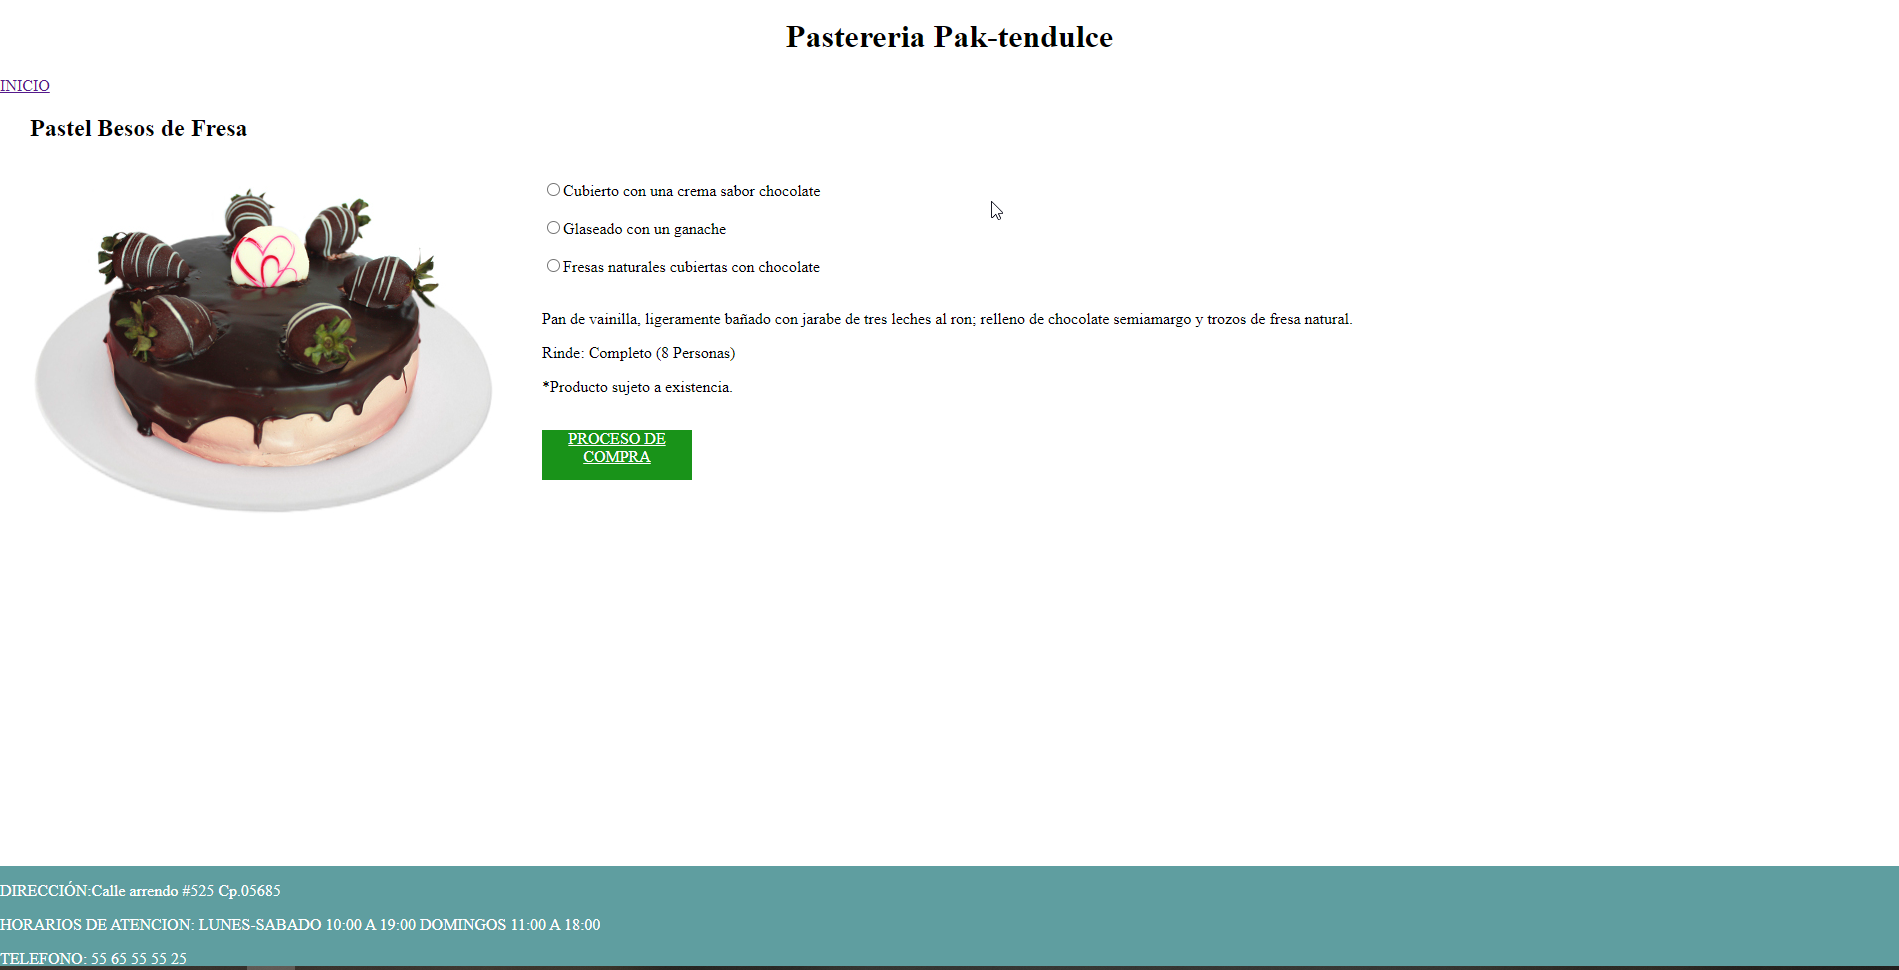 Pastereria Pak-tendulce
INICIO
Pastel Besos de Fresa
Cubierto con una crema sabor chocolate
Glaseado con un ganache
Fresas naturales cubiertas con chocolate
Pan de vainilla, ligeramente bañado con jarabe de tres leches al ron; relleno de chocolate semiamargo y trozos de fresa natural.
Rinde: Completo (8 Personas)
*Producto sujeto a existencia.
PROCESO DE
COMPRA
DIRECCIÓN:Calle arrendo #525 Cp.05685
HORARIOS DE ATENCION: LUNES-SABADO 10:00 A 19:00 DOMINGOS 11:00 A 18:00
TELEFONO: 55 65 55 55 25